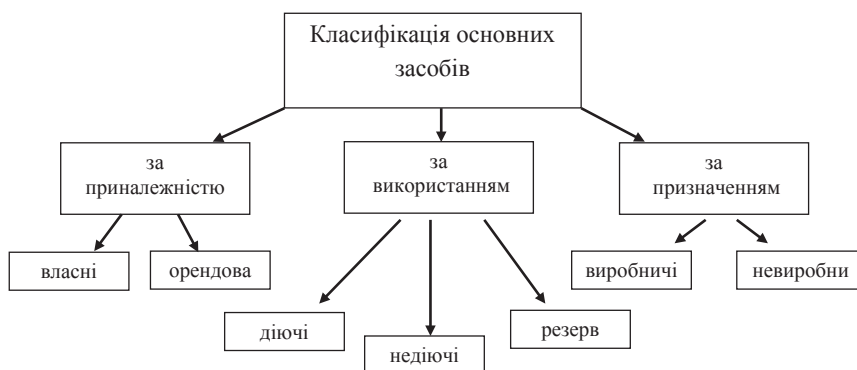 Класифікація основних
засобів
за
приналежністю
за
використанням
за
призначенням
власні
орендова
виробничі
невиробни
діючі
недіючі
резерв